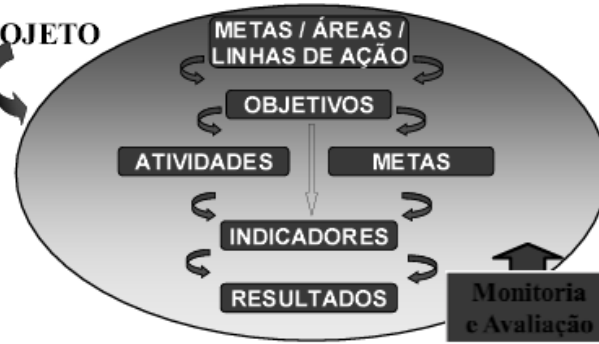 OJETO
METAS / ÁREAS /
LINHAS DE AÇÃO
OBJETIVOS
ATIVIDADES
METAS
INDICADORES
RESULTADOS
Monitoria
e Avaliação